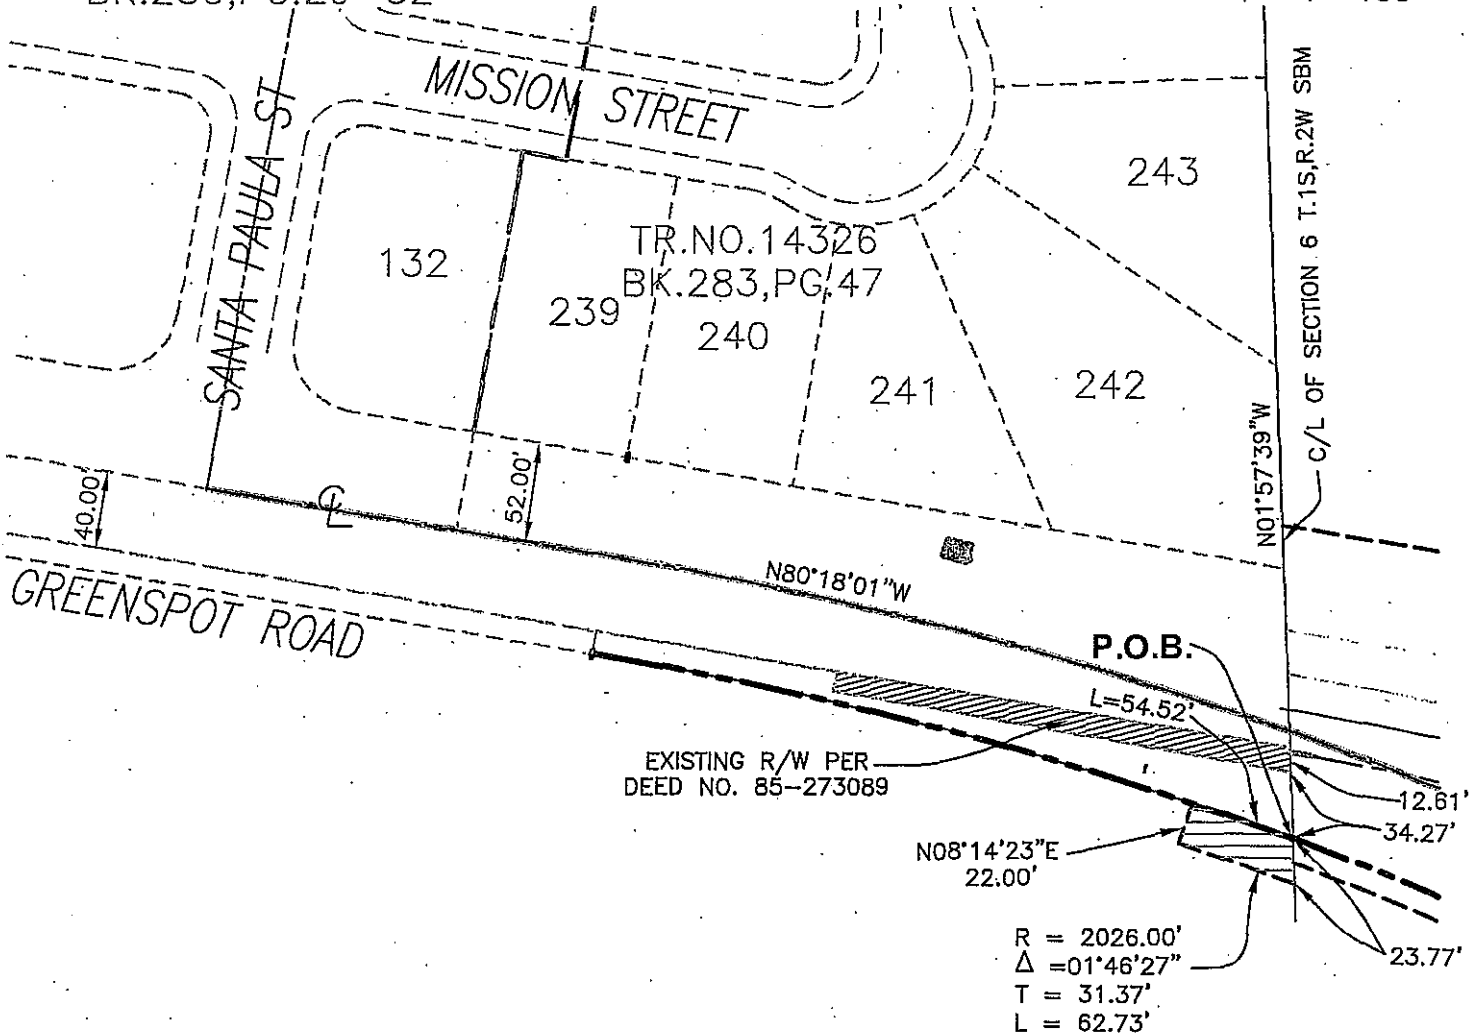 MISSION STREET
SANTA PAULA ST
243
132
TR.NO.14326
BK.283,PG.47
239
240
241
242
C/L OF SECTION 6 T.1S,R.2W SBM
N01°57'39"W
40.00'
52.00'
℄
N80°18'01"W
GREENSPOT ROAD
P.O.B.
L=54.52'
EXISTING R/W PER
DEED NO. 85-273089
12.61'
34.27'
N08°14'23"E
22.00'
23.77'
R = 2026.00'
Δ =01°46'27"
T = 31.37'
L = 62.73'